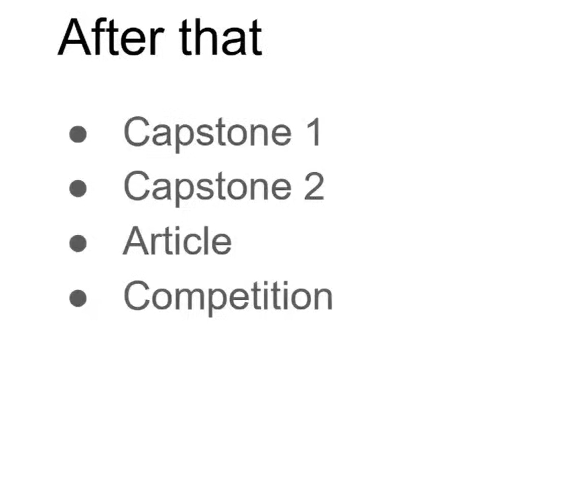 After that
● Capstone 1
● Capstone 2
● Article
● Competition